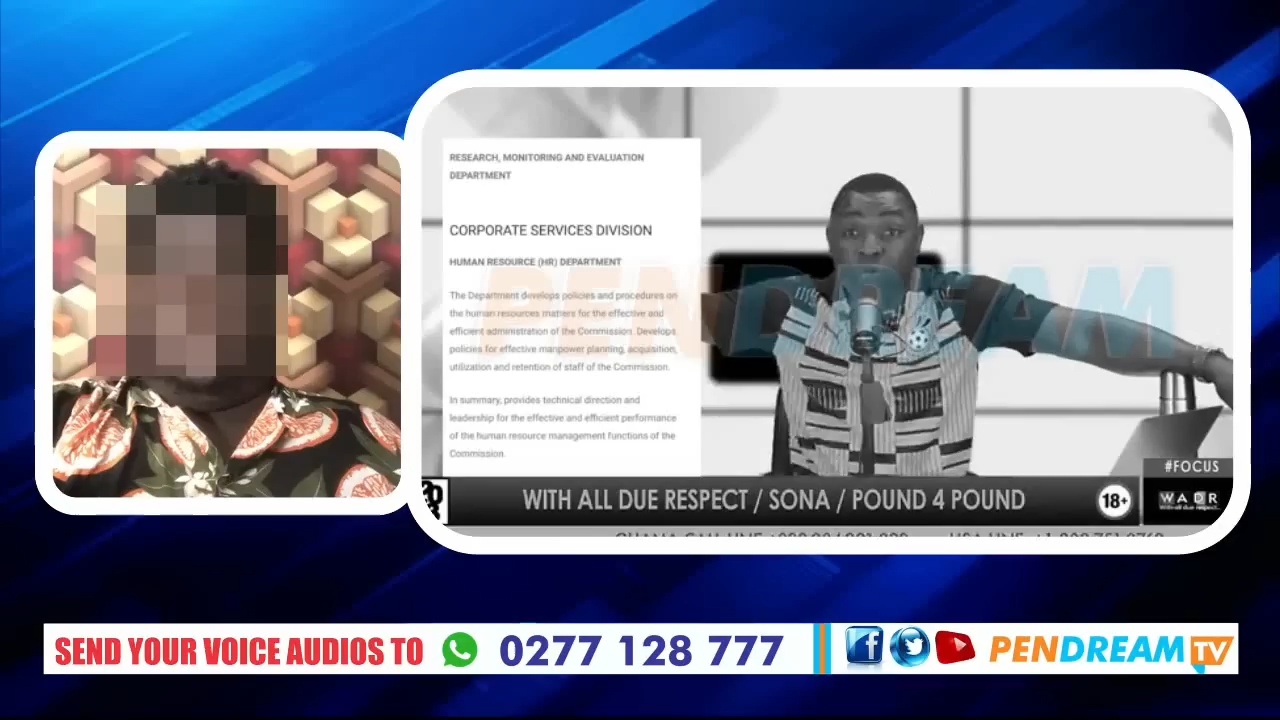 RESEARCH, MONITORING AND EVALUATION
DEPARTMENT
CORPORATE SERVICES DIVISION
HUMAN RESOURCE (HR) DEPARTMENT
The Department develops policies and procedures on
the human resources matters for the effective and
efficient administration of the Commission. Develops
policies for effective manpower planning, acquisition,
utilization and retention of staff of the Commission.
In summary, provides technical direction and
leadership for the effective and efficient performance
of the human resource management functions of the
Commission.
PENDREAM
#FOCUS
WITH ALL DUE RESPECT / SONA / POUND 4 POUND
18+
WADR
With all due respect...
SEND YOUR VOICE AUDIOS TO 0277 128 777
PENDREAM TV